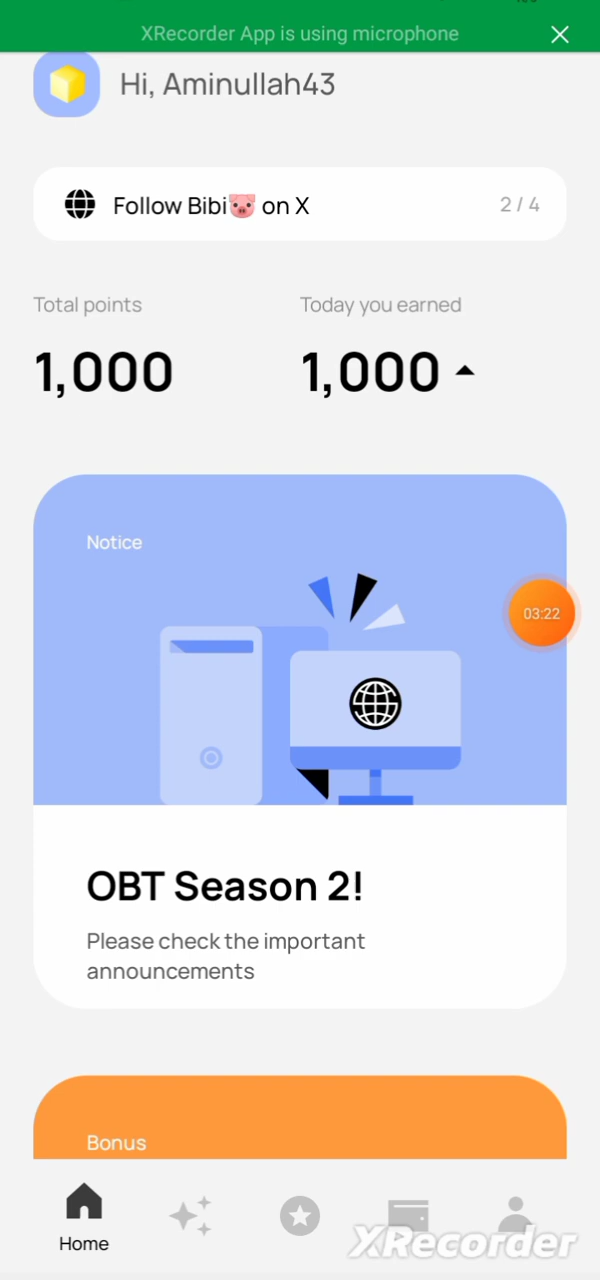 XRecorder App is using microphone
Hi, Aminullah43
Follow Bibi🐷 on X
2 / 4
Total points
Today you earned
1,000
1,000
Notice
03:22
OBT Season 2!
Please check the important
announcements
Bonus
Home
XRecorder